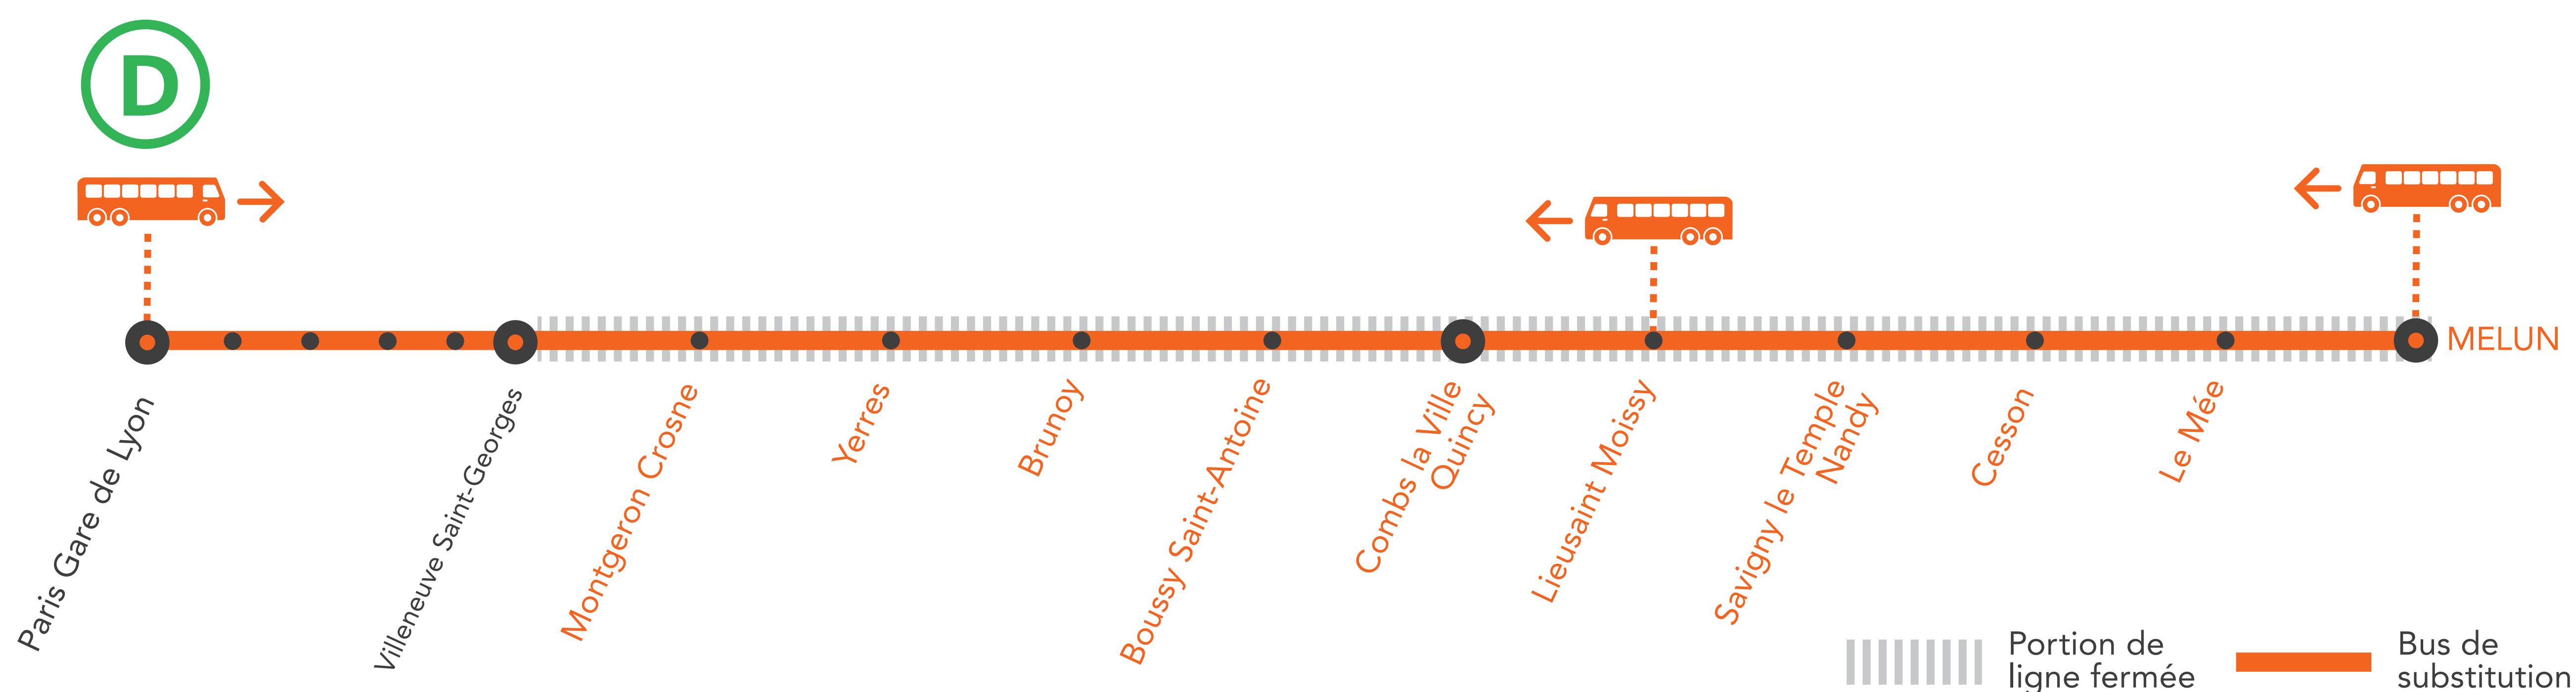 D
MELUN
Paris Gare de Lyon
Villeneuve Saint-Georges
Montgeron Crosne
Yerres
Brunoy
Boussy Saint-Antoine
Combs la Ville
Quincy
Lieusaint Moissy
Savigny le Temple
Nandy
Cesson
Le Mée
Portion de
ligne fermée
Bus de
substitution